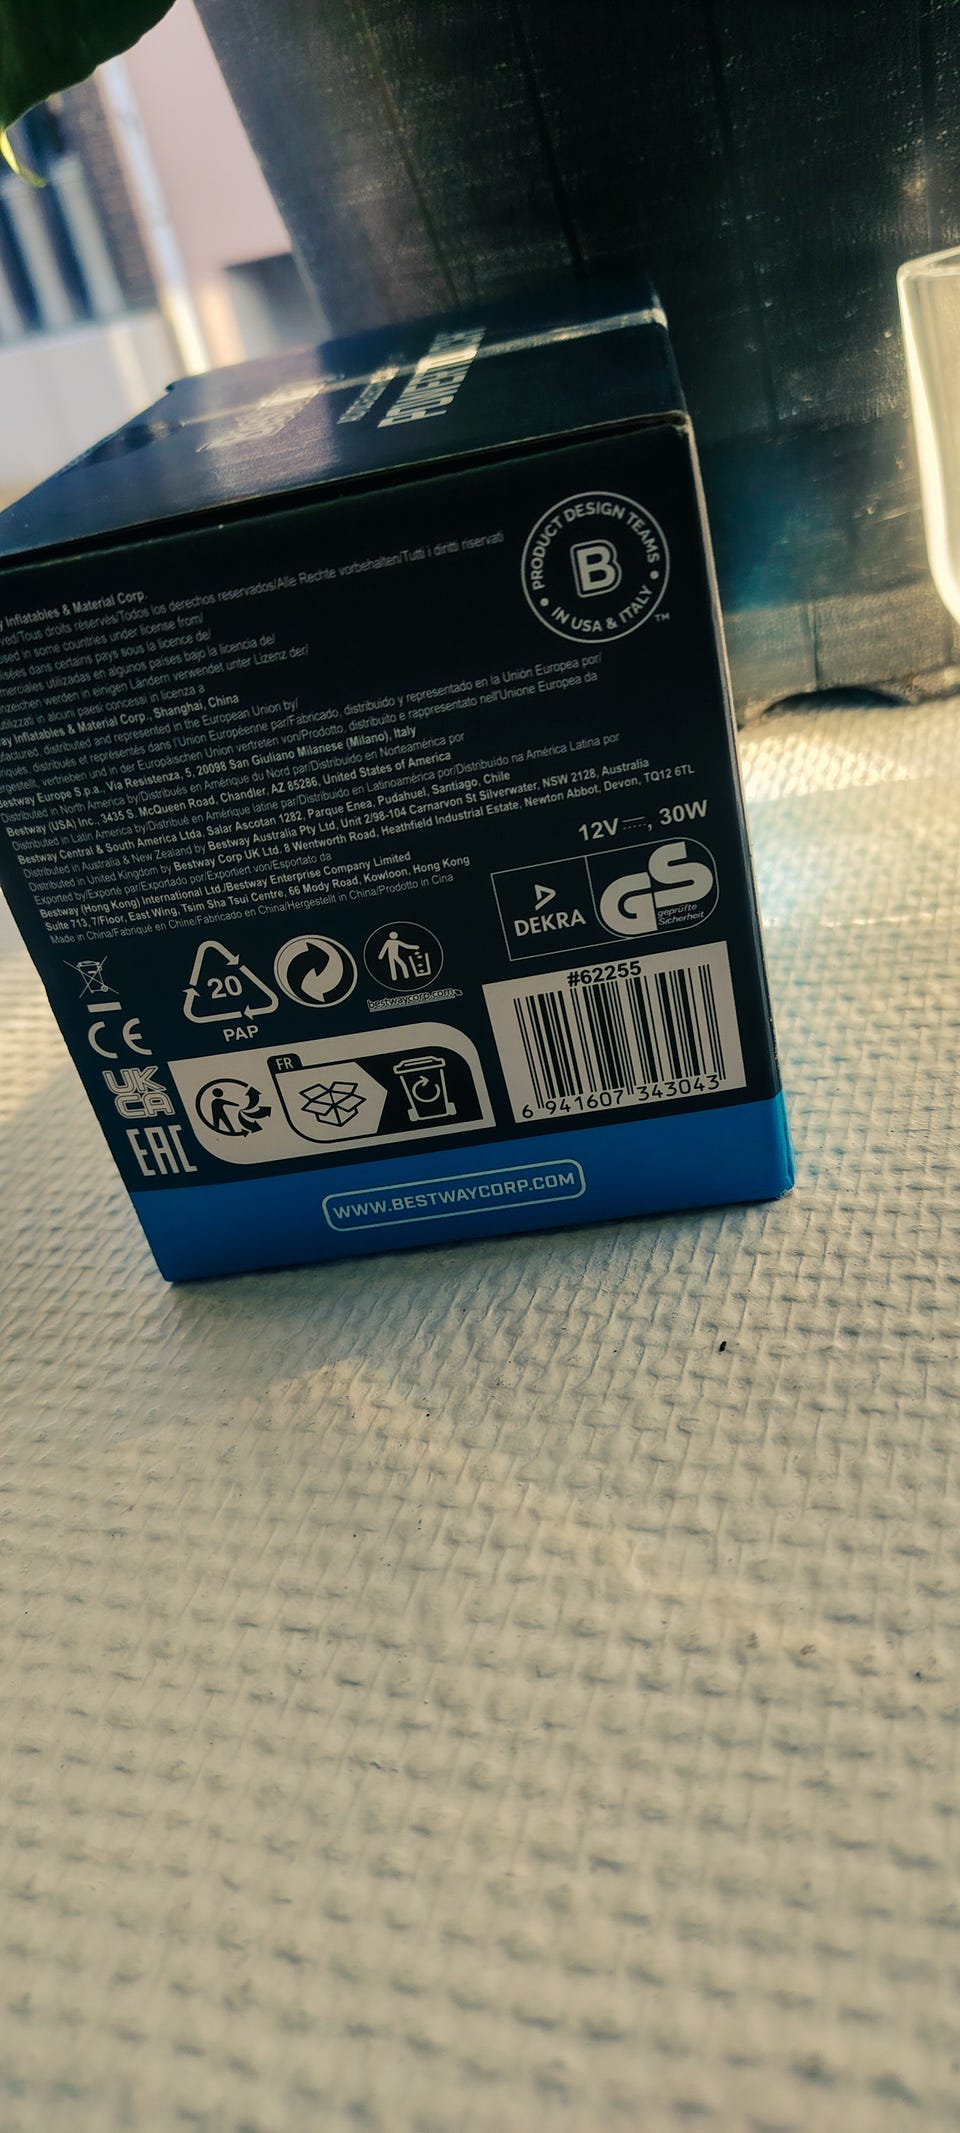 PRODUCT DESIGN TEAMS
B
IN USA & ITALY
TM
Inflatables & Material Corp.
ved/Tous droits réservés/Todos los derechos reservados/Alle Rechte vorbehalten/Tutti i diritti riservati
used in some countries under license from/
lisées dans certains pays sous la licence de/
merciales utilizadas en algunos países bajo la licencia de/
nzeichen werden in einigen Ländern verwendet unter Lizenz der/
utilizzati in alcuni paesi concessi in licenza a
way Inflatables & Material Corp., Shanghai, China
factured, distributed and represented in the European Union by/
riqués, distribués et représentés dans l'Union Européenne par/Fabricado, distribuido y representado en la Unión Europea por/
ergestellt, vertrieben und in der Europäischen Union vertreten von/Prodotto, distribuito e rappresentato nell'Unione Europea da
Bestway Europe S.p.a., Via Resistenza, 5, 20098 San Giuliano Milanese (Milano), Italy
Distributed in North America by/Distribués en Amérique du Nord par/Distribuido en Norteamérica por
Bestway (USA) Inc., 3435 S. McQueen Road, Chandler, AZ 85286, United States of America
Distributed in Latin America by/Distribué en Amérique latine par/Distribuido en Latinoamérica por/Distribuído na América Latina por
Bestway Central & South America Ltda, Salar Ascotan 1282, Parque Enea, Pudahuel, Santiago, Chile
Distributed in Australia & New Zealand by Bestway Australia Pty Ltd, Unit 2/98-104 Carnarvon St Silverwater, NSW 2128, Australia
Distributed in United Kingdom by Bestway Corp UK Ltd. 8 Wentworth Road, Heathfield Industrial Estate, Newton Abbot, Devon, TQ12 6TL
Exported by/Exporté par/Exportado por/Exportiert von/Esportato da
Bestway (Hong Kong) International Ltd./Bestway Enterprise Company Limited
Suite 713, 7/Floor, East Wing, Tsim Sha Tsui Centre, 66 Mody Road, Kowloon, Hong Kong
Made in China/Fabriqué en Chine/Fabricado en China/Hergestellt in China/Prodotto in Cina
12V⎓, 30W
DEKRA
GS
geprüfte
Sicherheit
20
PAP
bestwaycorp.com
CE
UK
CA
EAC
FR
#62255
6 941607 343043
WWW.BESTWAYCORP.COM